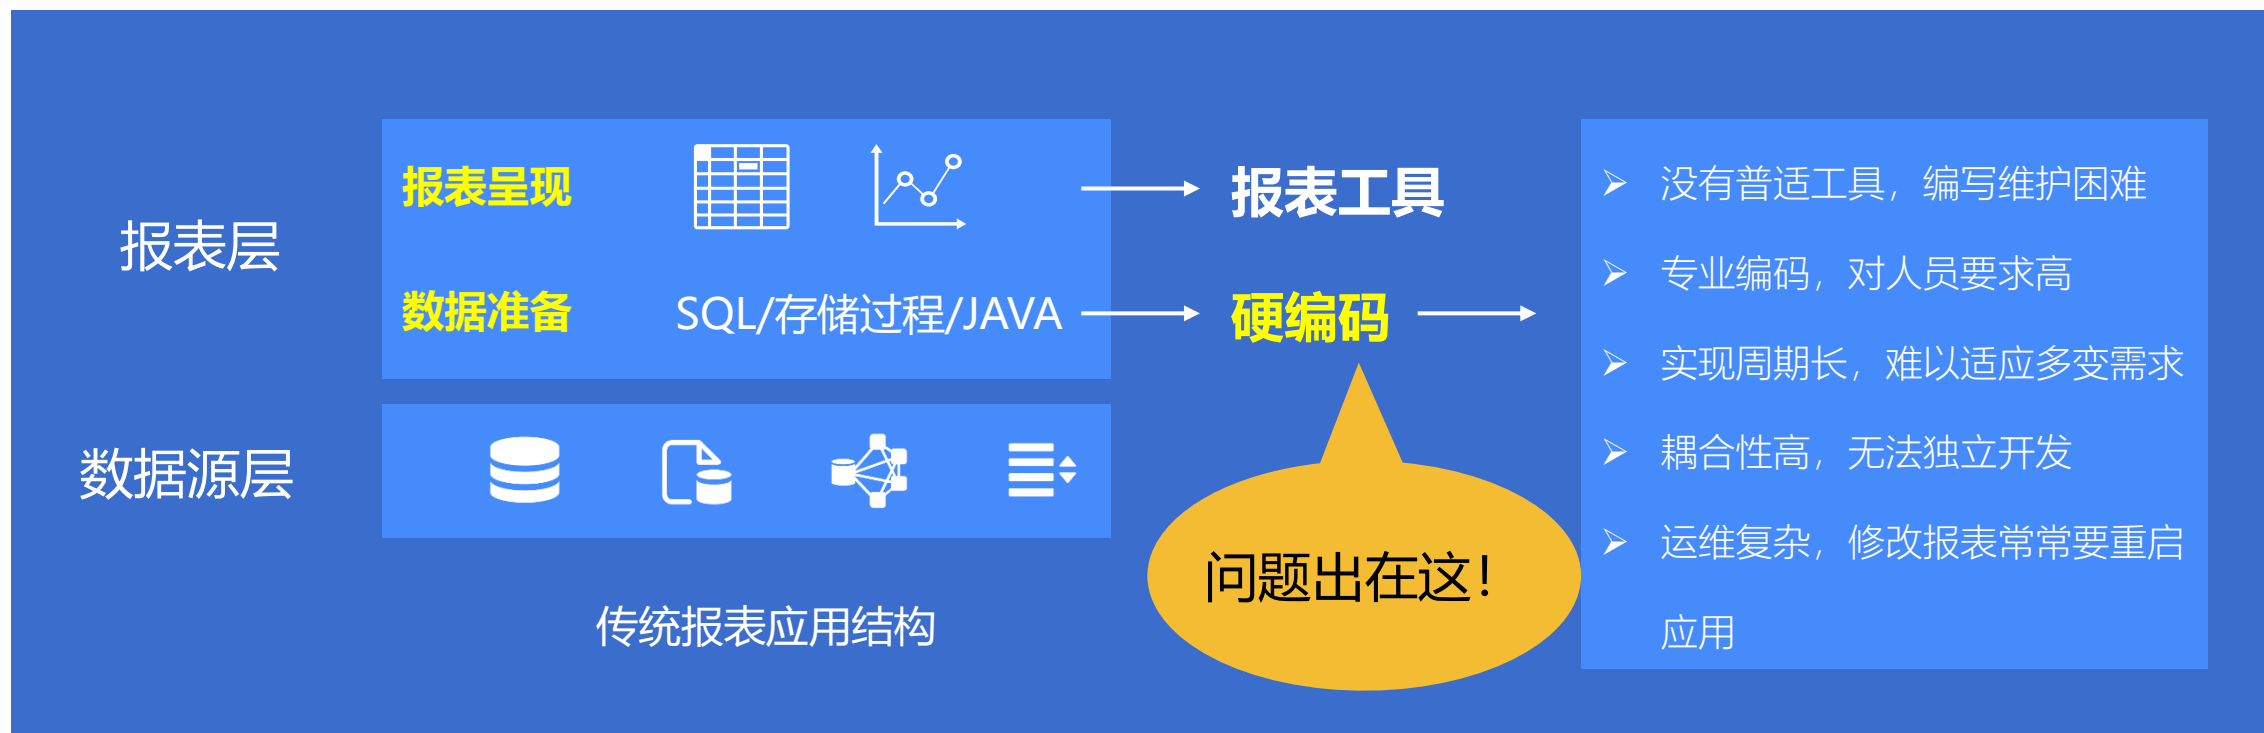 报表层
报表呈现
报表工具
数据准备
SQL/存储过程/JAVA
硬编码
数据源层
传统报表应用结构
问题出在这！
没有普适工具，编写维护困难
专业编码，对人员要求高
实现周期长，难以适应多变需求
耦合性高，无法独立开发
运维复杂，修改报表常常要重启
应用